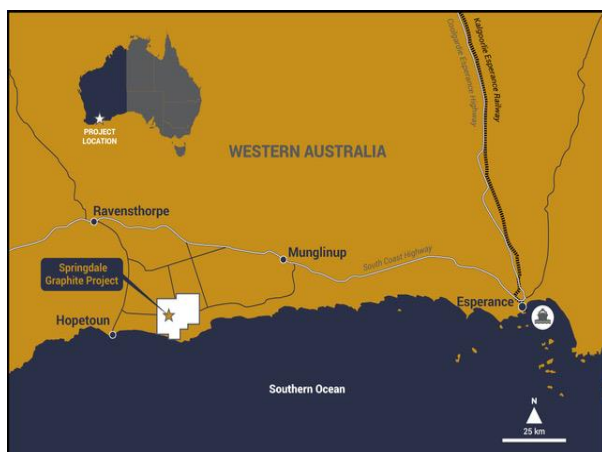 Kalgoorlie Esperance Railway
Coolgardie Esperance Highway
PROJECT
LOCATION
WESTERN AUSTRALIA
Ravensthorpe
Munglinup
South Coast Highway
Springdale
Graphite Project
Esperance
Hopetoun
Southern Ocean
N
25 km